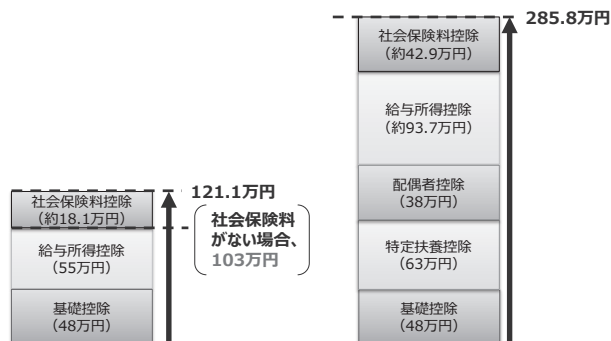 社会保険料控除
（約18.1万円）
給与所得控除
（55万円）
基礎控除
（48万円）
121.1万円
社会保険料
がない場合、
103万円
社会保険料控除
（約42.9万円）
給与所得控除
（約93.7万円）
配偶者控除
（38万円）
特定扶養控除
（63万円）
基礎控除
（48万円）
285.8万円